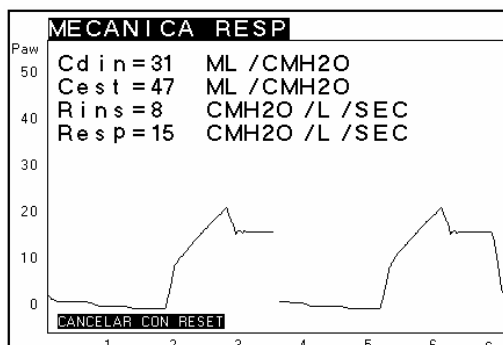 MECANICA RESP
Paw
Cdin=31 ML/CMH2O
Cest=47 ML/CMH2O
Rins=8 CMH2O/L/SEC
Resp=15 CMH2O/L/SEC
50
40
30
20
10
0
CANCELAR CON RESET
1 2 3 4 5 6 s